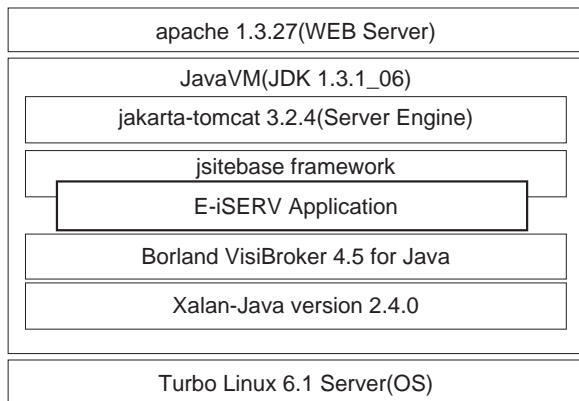 apache 1.3.27(WEB Server)
JavaVM(JDK 1.3.1_06)
jakarta-tomcat 3.2.4(Server Engine)
jsitebase framework
E-iSERV Application
Borland VisiBroker 4.5 for Java
Xalan-Java version 2.4.0
Turbo Linux 6.1 Server(OS)